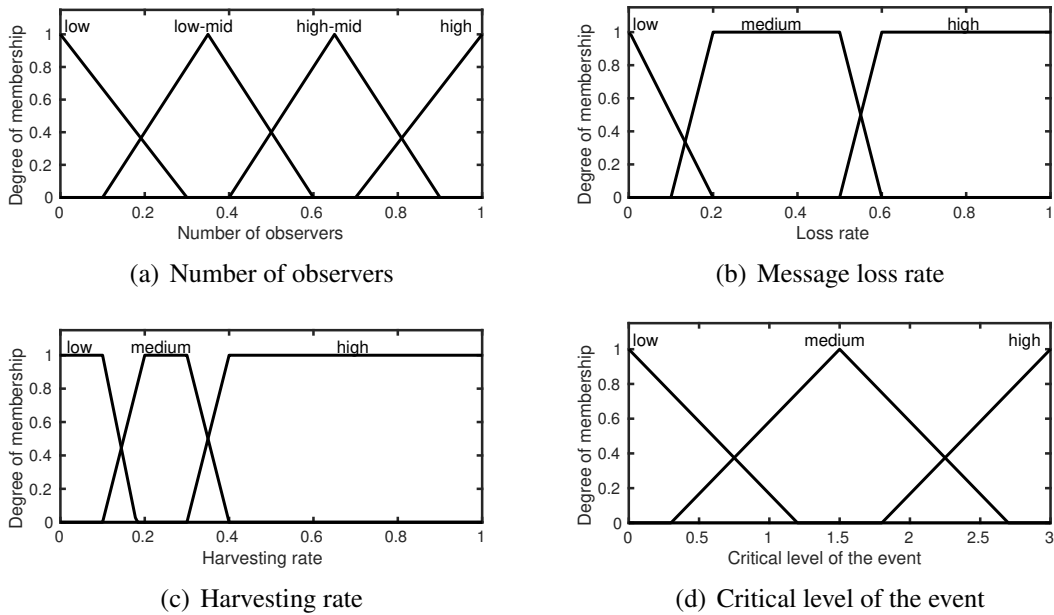 low low-mid high-mid high
1
0.8
0.6
0.4
0.2
0
Degree of membership
0 0.2 0.4 0.6 0.8 1
Number of observers
(a) Number of observers
low medium high
1
0.8
0.6
0.4
0.2
0
Degree of membership
0 0.2 0.4 0.6 0.8 1
Loss rate
(b) Message loss rate
low medium high
1
0.8
0.6
0.4
0.2
0
Degree of membership
0 0.2 0.4 0.6 0.8 1
Harvesting rate
(c) Harvesting rate
low medium high
1
0.8
0.6
0.4
0.2
0
Degree of membership
0 0.5 1 1.5 2 2.5 3
Critical level of the event
(d) Critical level of the event